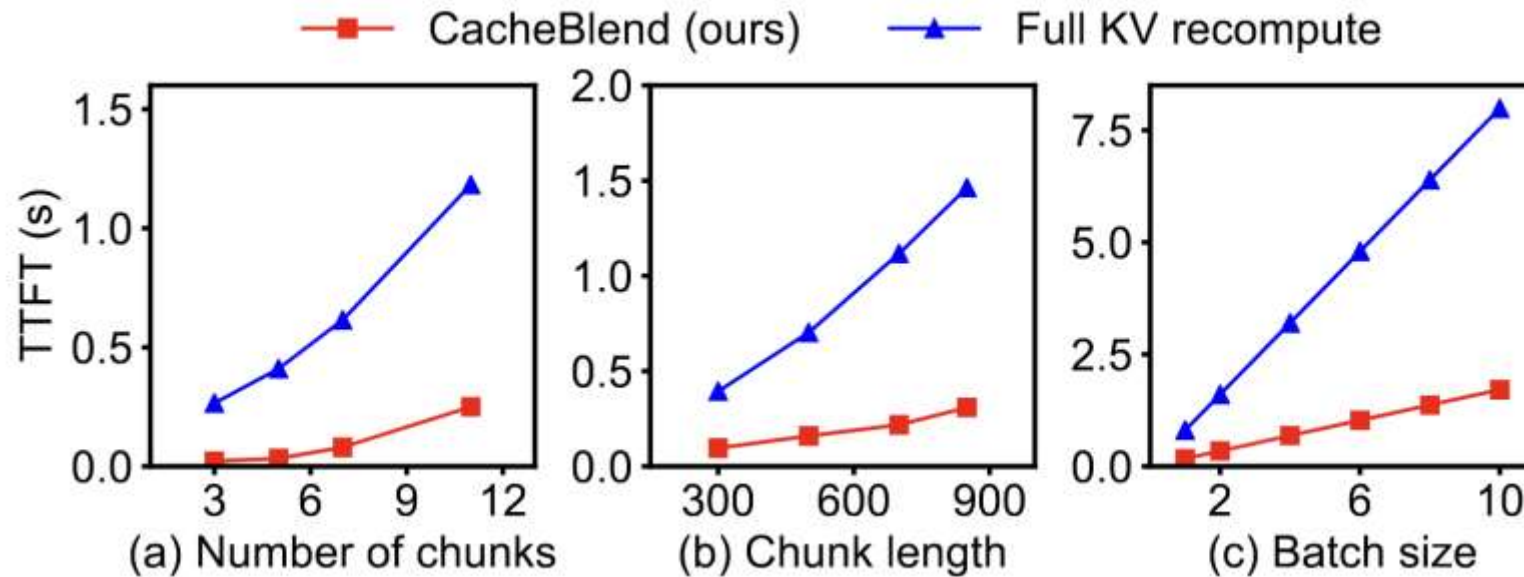 CacheBlend (ours) Full KV recompute
TTFT (s)
1.5
1.0
0.5
0.0
3 6 9 12
(a) Number of chunks
2.0
1.5
1.0
0.5
0.0
300 600 900
(b) Chunk length
7.5
5.0
2.5
0.0
2 6 10
(c) Batch size